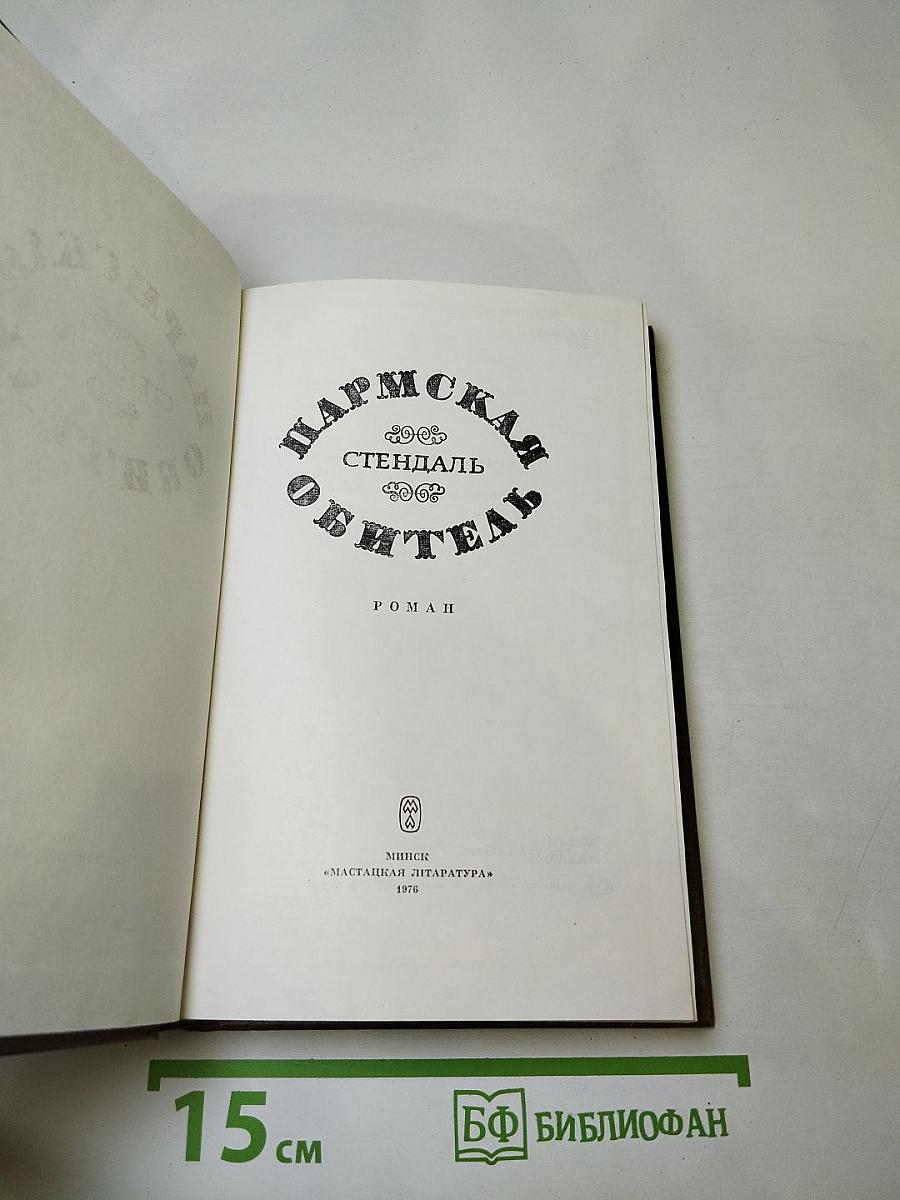 ПАРМСКАЯ
СТЕНДАЛЬ
ОБИТЕЛЬ
РОМАН
МИНСК
«МАСТАЦКАЯ ЛІТАРАТУРА»
1976
15 см
БФ БИБЛИОФАН